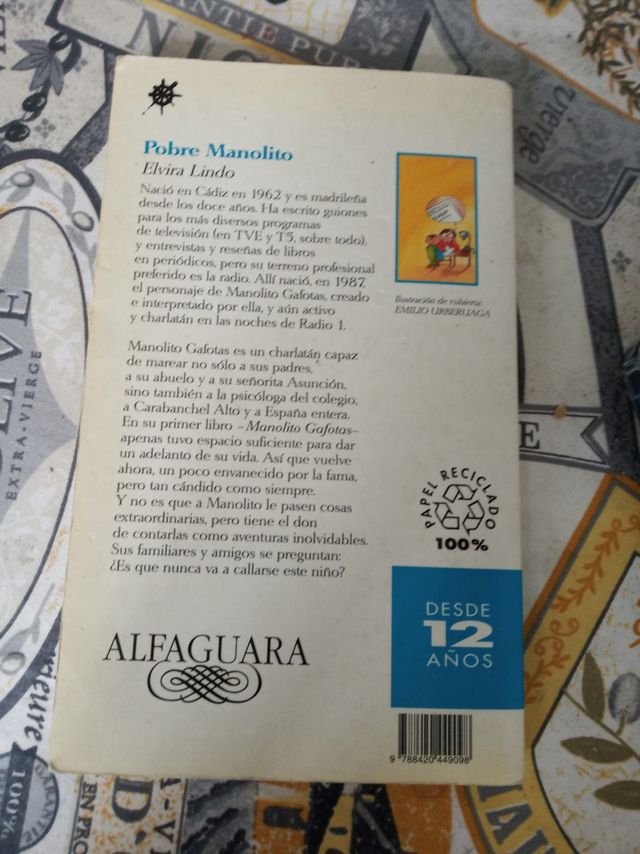 Pobre Manolito
Elvira Lindo
Nació en Cádiz en 1962 y es madrileña
desde los doce años. Ha escrito guiones
para los más diversos programas
de televisión (en TVE y T5, sobre todo),
y entrevistas y reseñas de libros
en periódicos, pero su terreno profesional
preferido es la radio. Allí nació, en 1987,
el personaje de Manolito Gafotas, creado
e interpretado por ella, y aún activo
y charlatán en las noches de Radio 1.
Ilustración de cubierta:
EMILIO URBERUAGA
Manolito Gafotas es un charlatán capaz
de marear no sólo a sus padres,
a su abuelo y a su señorita Asunción,
sino también a la psicóloga del colegio,
a Carabanchel Alto y a España entera.
En su primer libro –Manolito Gafotas–
apenas tuvo espacio suficiente para dar
un adelanto de su vida. Así que vuelve
ahora, un poco envanecido por la fama,
pero tan cándido como siempre.
Y no es que a Manolito le pasen cosas
extraordinarias, pero tiene el don
de contarlas como aventuras inolvidables.
Sus familiares y amigos se preguntan:
¿Es que nunca va a callarse este niño?
PAPEL RECICLADO
100%
DESDE
12
AÑOS
ALFAGUARA
9 788420 449098
EXTRA-VIERGE
vierge
100%